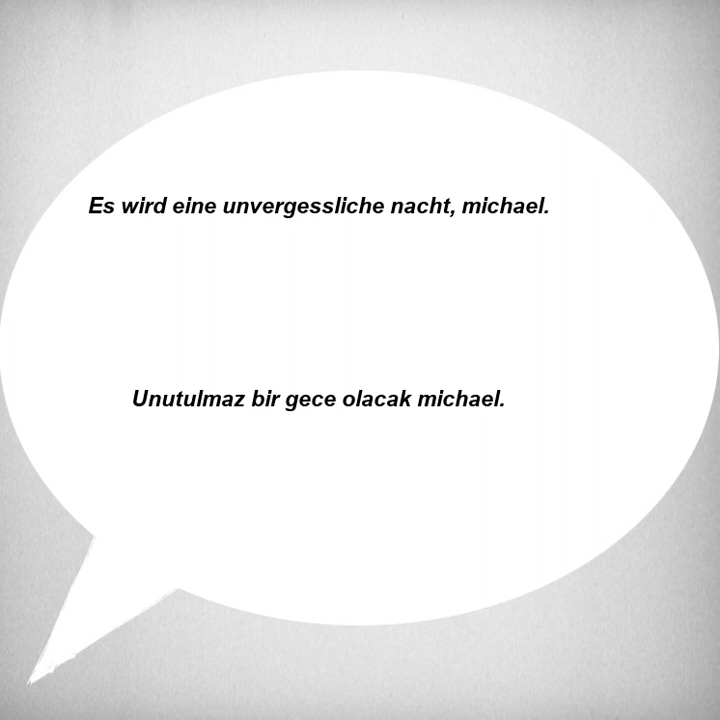 Es wird eine unvergessliche nacht, michael.
Unutulmaz bir gece olacak michael.